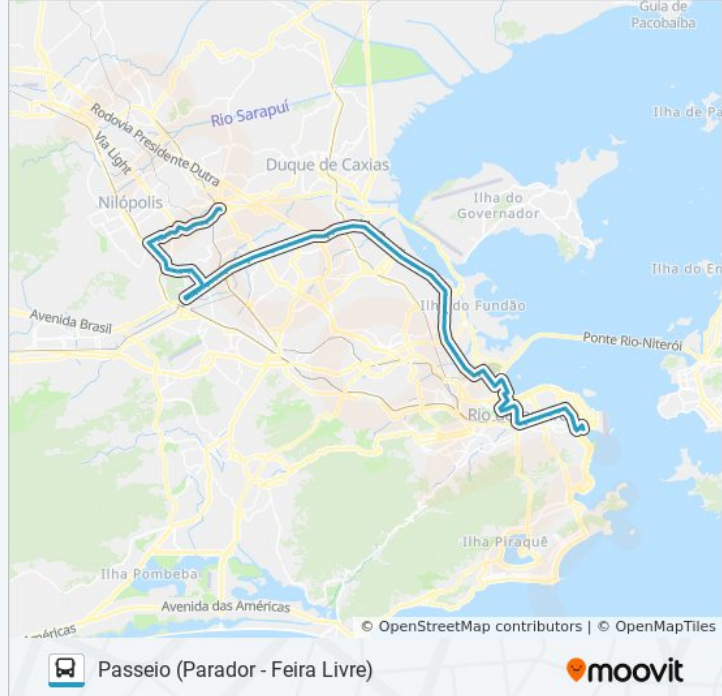 Guia de
Pacobaíba
Rio Sarapuí
Ilha de Pa
Rodovia Presidente Dutra
Via Light
Duque de Caxias
Nilópolis
Ilha do
Governador
Ilha do En
Ilha do Fundão
Avenida Brasil
Ponte Rio-Niterói
Rio
Ilha Piraquê
Ilha Pombeba
Avenida das Américas
Américas
© OpenStreetMap contributors | © OpenMapTiles
Passeio (Parador - Feira Livre)
moovit